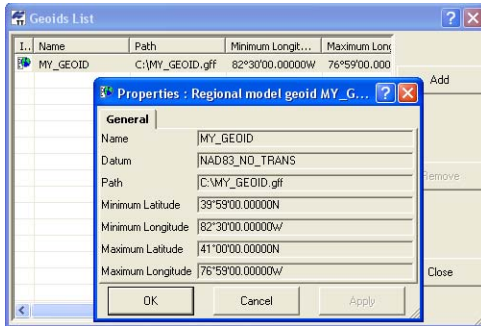 Geoids List
I.. Name Path Minimum Longit... Maximum Long
MY_GEOID C:\MY_GEOID.gff 82°30'00.00000W 76°59'00.000
Add
Properties : Regional model geoid MY_G...
General
Name MY_GEOID
Datum NAD83_NO_TRANS
Path C:\MY_GEOID.gff
Remove
Minimum Latitude 39°59'00.00000N
Minimum Longitude 82°30'00.00000W
Maximum Latitude 41°00'00.00000N
Maximum Longitude 76°59'00.00000W
Close
OK Cancel Apply